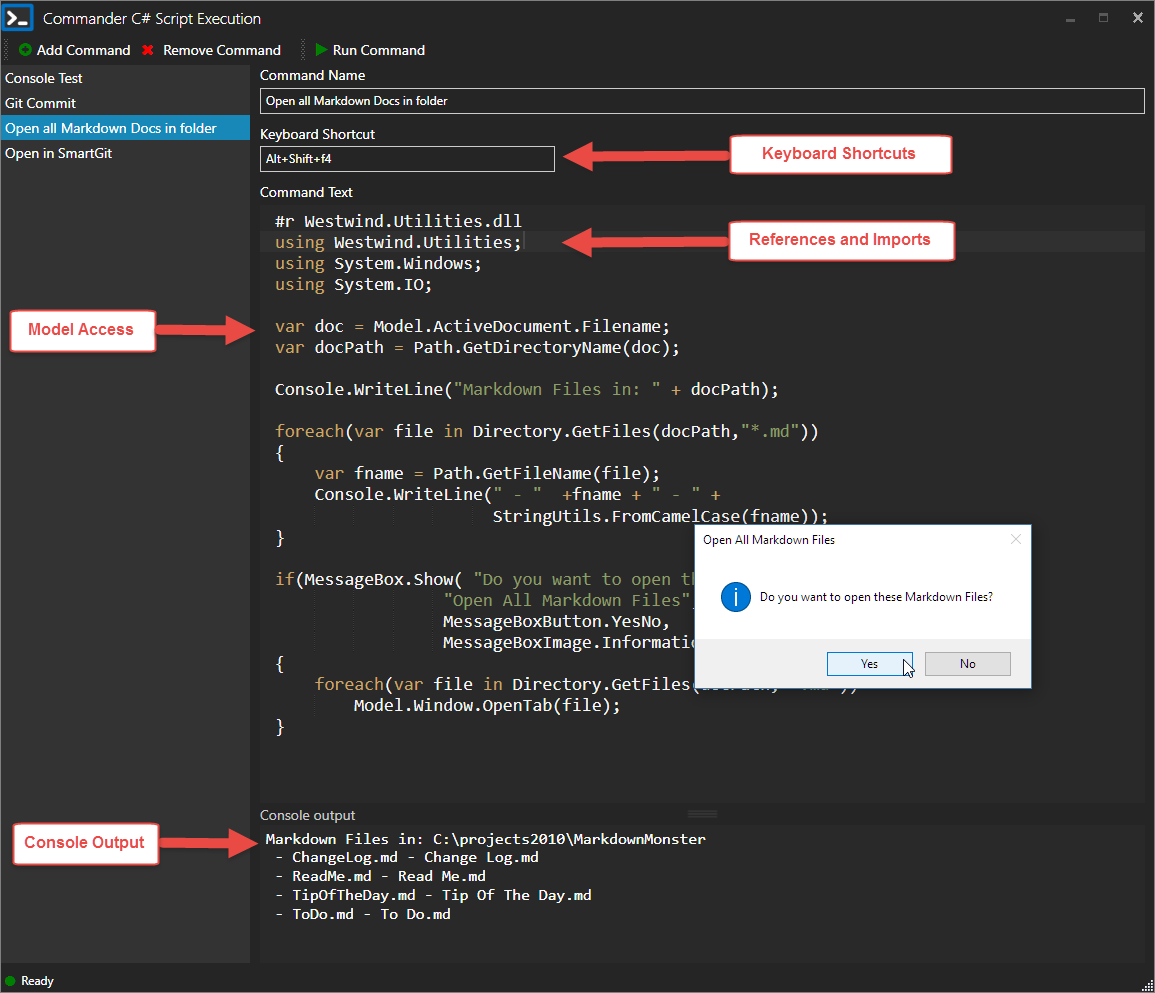 Commander C# Script Execution
Add Command Remove Command Run Command
Console Test
Git Commit
Open all Markdown Docs in folder
Open in SmartGit
Command Name
Open all Markdown Docs in folder
Keyboard Shortcut
Alt+Shift+f4
Keyboard Shortcuts
Command Text
#r Westwind.Utilities.dll
using Westwind.Utilities;
using System.Windows;
using System.IO;
References and Imports
Model Access
var doc = Model.ActiveDocument.Filename;
var docPath = Path.GetDirectoryName(doc);
Console.WriteLine("Markdown Files in: " + docPath);
foreach(var file in Directory.GetFiles(docPath,"*.md"))
{
var fname = Path.GetFileName(file);
Console.WriteLine(" - "  +fname + " - " +
StringUtils.FromCamelCase(fname));
}
if(MessageBox.Show( "Do you want to open
"Open All Markdown Files"
MessageBoxButton.YesNo,
MessageBoxImage.
{
foreach(var file in Directory.GetFiles(
Model.Window.OpenTab(file);
}
Open All Markdown Files
Do you want to open these Markdown Files?
Yes
No
Console output
Console Output
Markdown Files in: C:\projects2010\MarkdownMonster
- ChangeLog.md - Change Log.md
- ReadMe.md - Read Me.md
- TipOfTheDay.md - Tip Of The Day.md
- ToDo.md - To Do.md
Ready